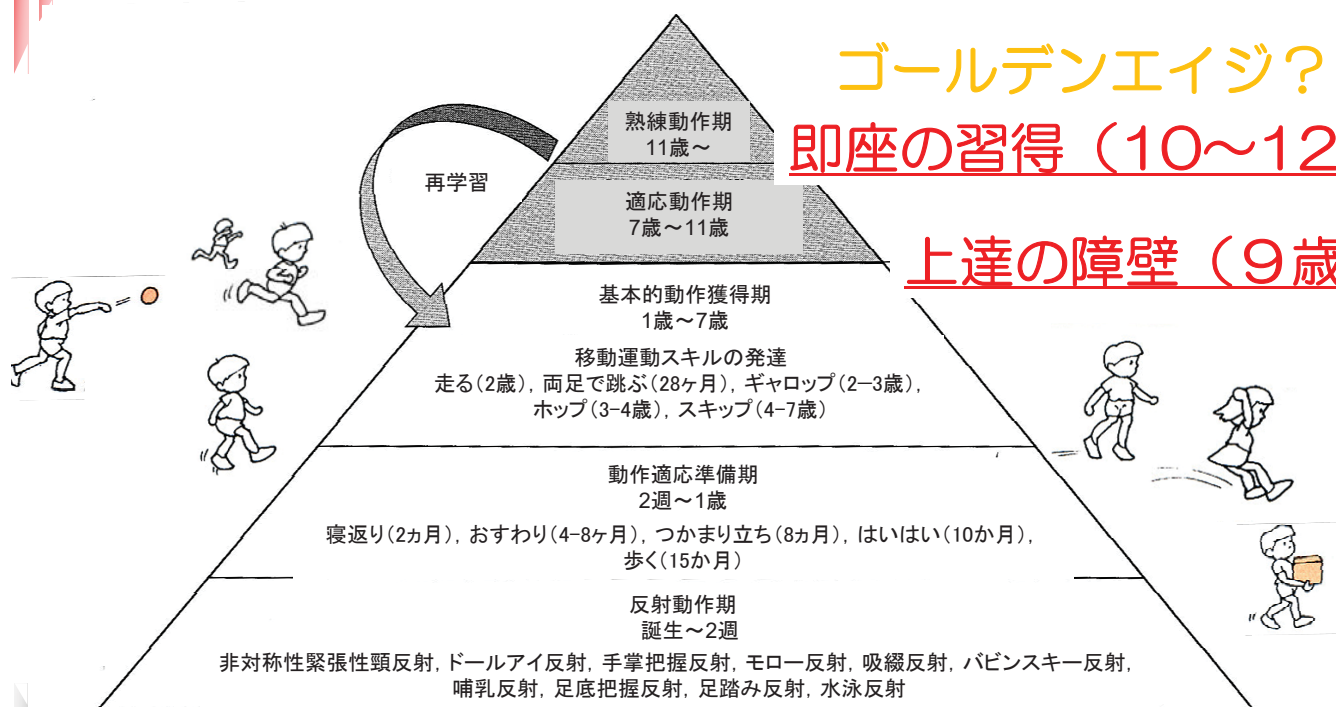 ゴールデンエイジ？
即座の習得（10～12
上達の障壁（９歳
熟練動作期
11歳～
再学習
適応動作期
7歳～11歳
基本的動作獲得期
1歳～7歳
移動運動スキルの発達
走る(2歳), 両足で跳ぶ(28ヶ月), ギャロップ(2―3歳),
ホップ(3-4歳), スキップ(4-7歳)
動作適応準備期
2週～1歳
寝返り(2ヵ月), おすわり(4-8ヶ月), つかまり立ち(8ヵ月), はいはい(10か月),
歩く(15か月)
反射動作期
誕生～2週
非対称性緊張性頸反射, ドールアイ反射, 手掌把握反射, モロー反射, 吸綴反射, バビンスキー反射,
哺乳反射, 足底把握反射, 足踏み反射, 水泳反射